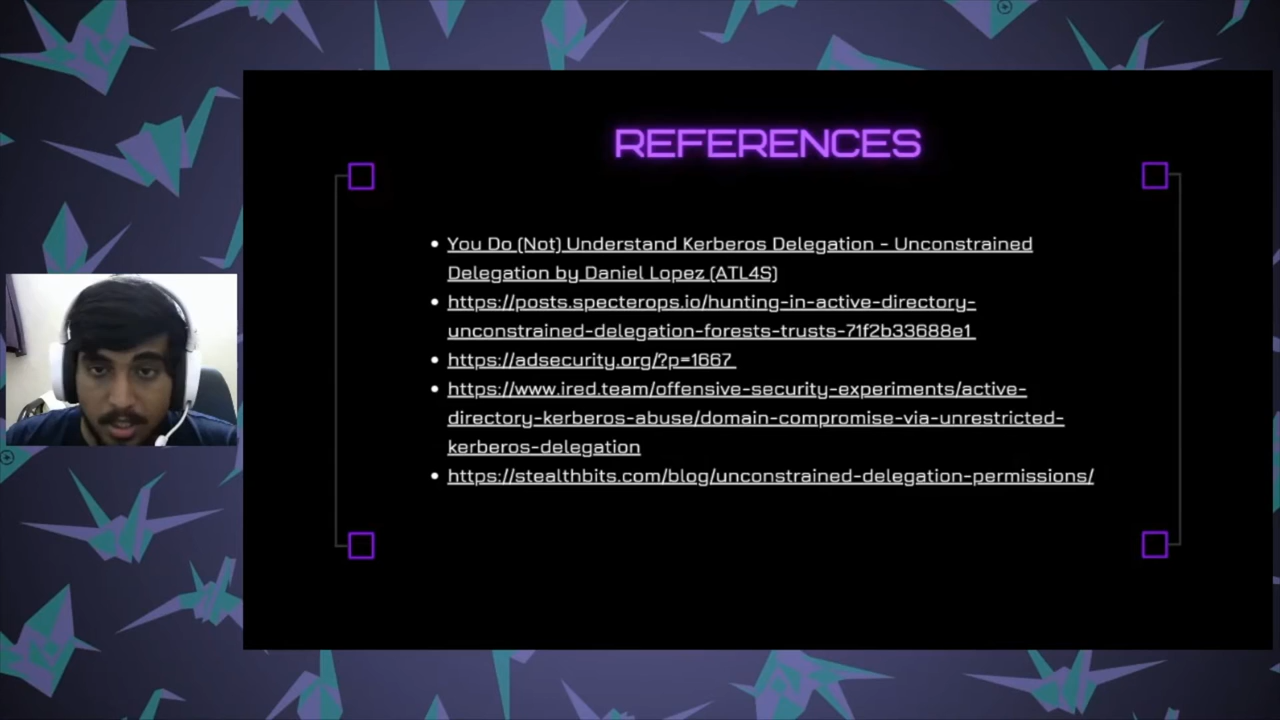 REFERENCES
• You Do (Not) Understand Kerberos Delegation - Unconstrained
Delegation by Daniel Lopez (ATL4S)
• https://posts.specterops.io/hunting-in-active-directory-
unconstrained-delegation-forests-trusts-71f2b33688e1
• https://adsecurity.org/?p=1667
• https://www.ired.team/offensive-security-experiments/active-
directory-kerberos-abuse/domain-compromise-via-unrestricted-
kerberos-delegation
• https://stealthbits.com/blog/unconstrained-delegation-permissions/